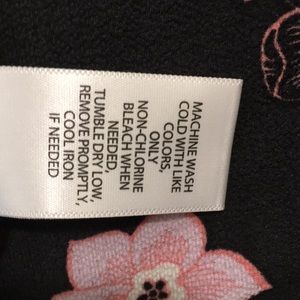 MACHINE WASH
COLD WITH LIKE
COLORS,
ONLY
NON-CHLORINE
BLEACH WHEN
NEEDED,
TUMBLE DRY LOW,
REMOVE PROMPTLY,
COOL IRON
IF NEEDED